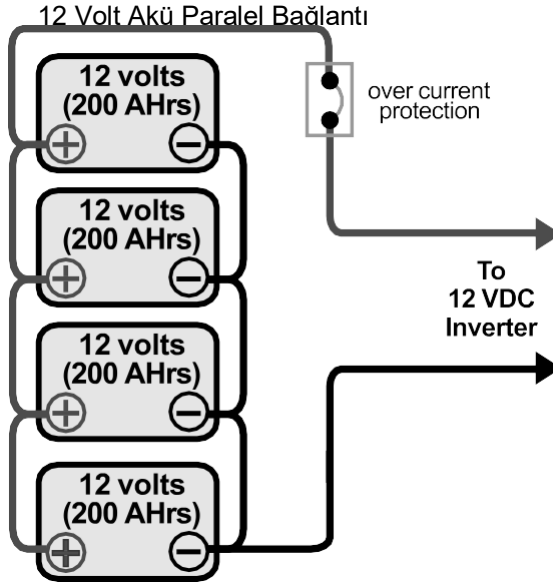 12 Volt Akü Paralel Bağlantı
12 volts
(200 AHrs)
+ −
over current
protection
12 volts
(200 AHrs)
+ −
To
12 VDC
Inverter
12 volts
(200 AHrs)
+ −
12 volts
(200 AHrs)
+ −